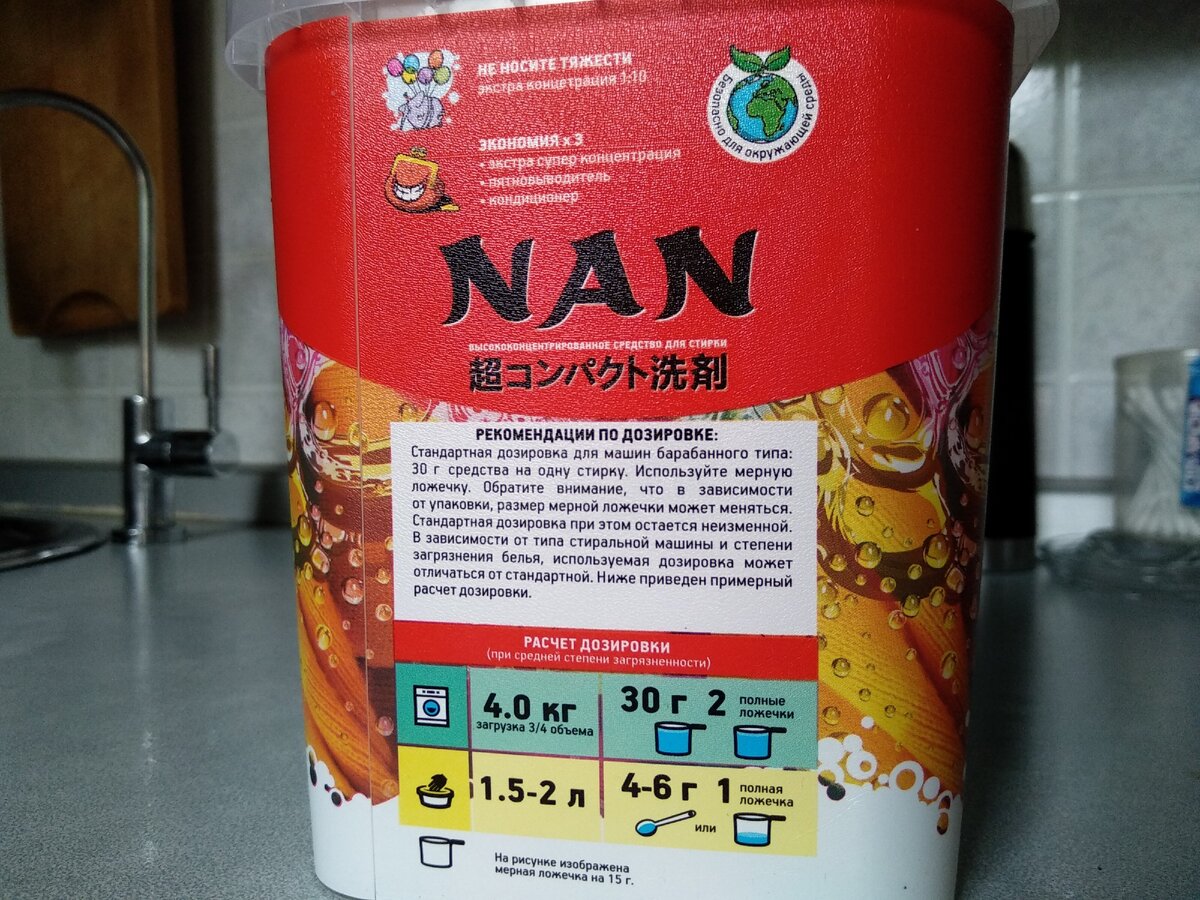 НЕ НОСИТЕ ТЯЖЕСТИ
экстра концетрация 1:10
Безопасно для окружающей среды
ЭКОНОМИЯ х 3
• экстра супер концентрация
• пятновыводитель
• кондиционер
NAN
ВЫСОКОКОНЦЕНТРИРОВАННОЕ СРЕДСТВО ДЛЯ СТИРКИ
超コンパクト洗剤
РЕКОМЕНДАЦИИ ПО ДОЗИРОВКЕ:
Стандартная дозировка для машин барабанного типа:
30 г средства на одну стирку. Используйте мерную
ложечку. Обратите внимание, что в зависимости
от упаковки, размер мерной ложечки может меняться.
Стандартная дозировка при этом остается неизменной.
В зависимости от типа стиральной машины и степени
загрязнения белья, используемая дозировка может
отличаться от стандартной. Ниже приведен примерный
расчет дозировки.
РАСЧЕТ ДОЗИРОВКИ
(при средней степени загрязненности)
4.0 кг
загрузка 3/4 объема
30 г 2 полные
ложечки
1.5-2 л
4-6 г 1 полная
ложечка
или
На рисунке изображена
мерная ложечка на 15 г.